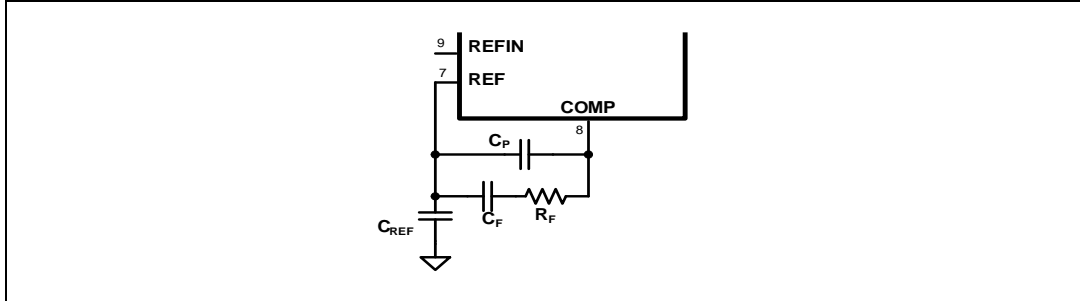 9 REFIN
7 REF
COMP
8
CP
CF
RF
CREF